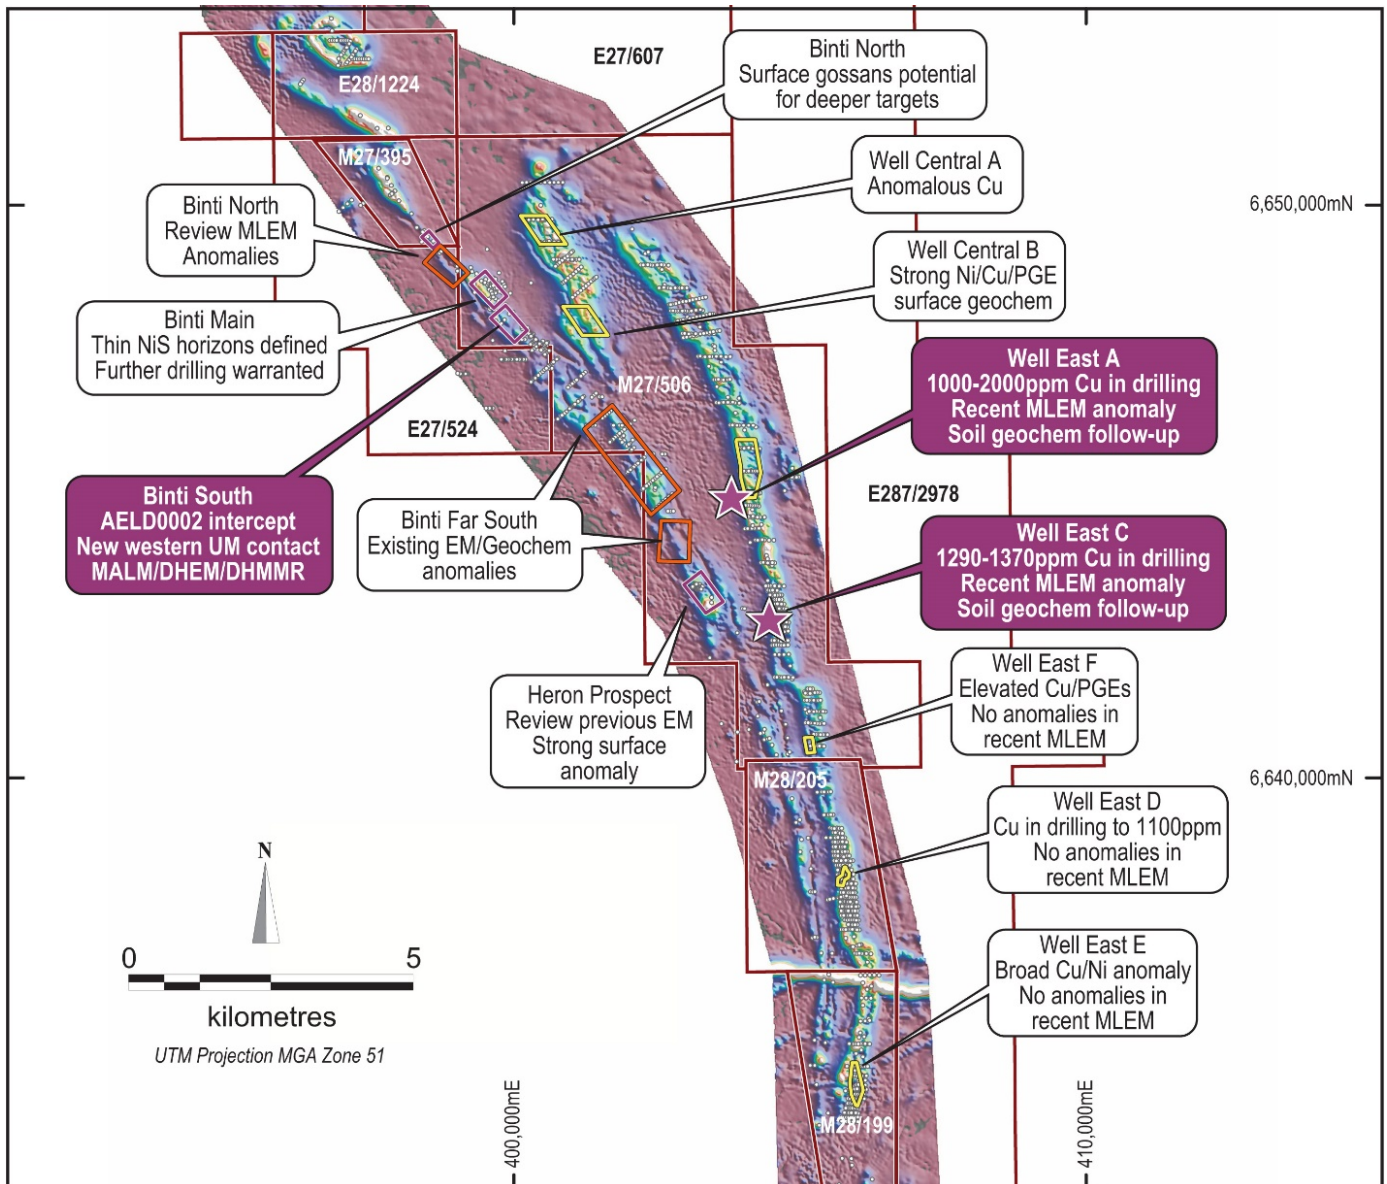 E27/607
Binti North
Surface gossans potential
for deeper targets
E28/1224
M27/395
Well Central A
Anomalous Cu
Binti North
Review MLEM
Anomalies
6,650,000mN
Well Central B
Strong Ni/Cu/PGE
surface geochem
Binti Main
Thin NiS horizons defined
Further drilling warranted
Well East A
1000-2000ppm Cu in drilling
Recent MLEM anomaly
Soil geochem follow-up
M27/506
E27/524
Binti South
AELD0002 intercept
New western UM contact
MALM/DHEM/DHMMR
E287/2978
Binti Far South
Existing EM/Geochem
anomalies
Well East C
1290-1370ppm Cu in drilling
Recent MLEM anomaly
Soil geochem follow-up
Heron Prospect
Review previous EM
Strong surface
anomaly
Well East F
Elevated Cu/PGEs
No anomalies in
recent MLEM
M28/205
6,640,000mN
Well East D
Cu in drilling to 1100ppm
No anomalies in
recent MLEM
N
0 5
kilometres
UTM Projection MGA Zone 51
Well East E
Broad Cu/Ni anomaly
No anomalies in
recent MLEM
M28/199
400,000mE
410,000mE